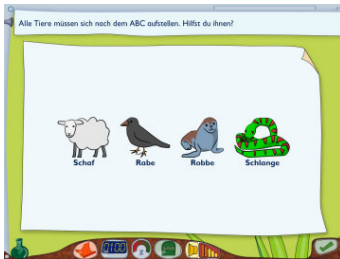 Alle Tiere müssen sich nach dem ABC aufstellen. Hilfst du ihnen?
Schaf Rabe Robbe Schlange